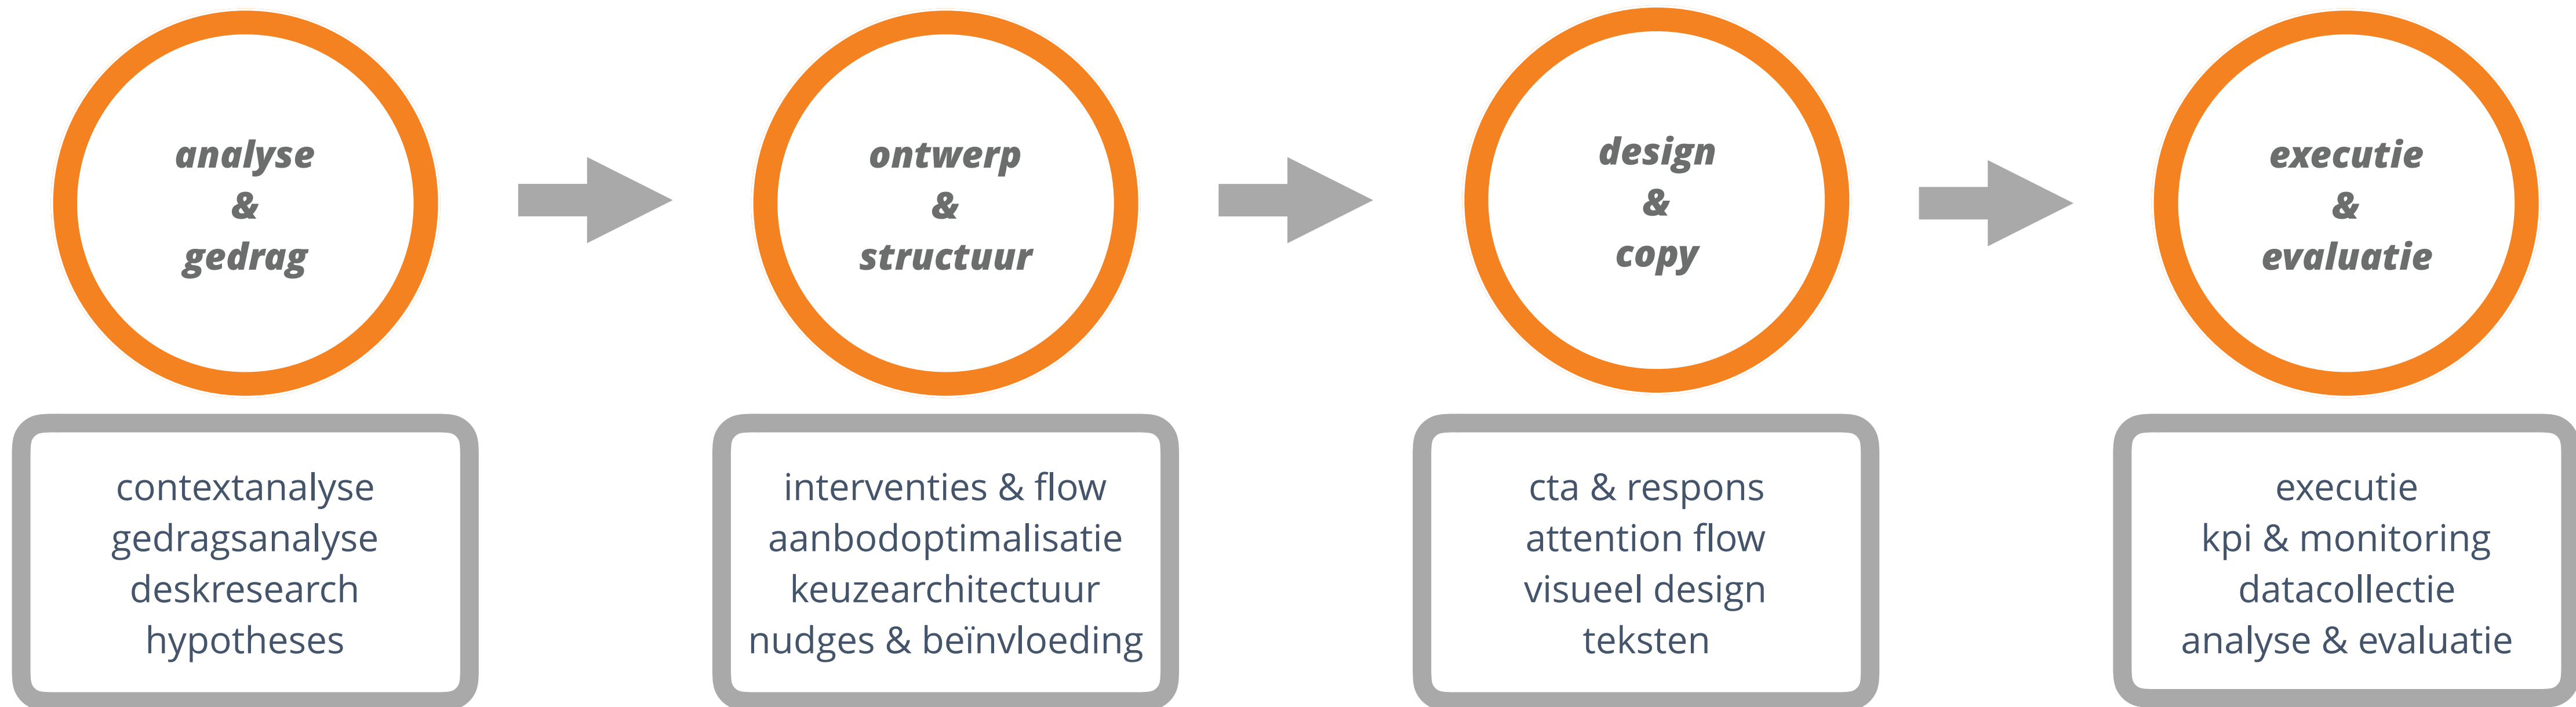 analyse
&
gedrag
ontwerp
&
structuur
design
&
copy
executie
&
evaluatie
contextanalyse
gedragsanalyse
deskresearch
hypotheses
interventies & flow
aanbodoptimalisatie
keuzearchitectuur
nudges & beïnvloeding
cta & respons
attention flow
visueel design
teksten
executie
kpi & monitoring
datacollectie
analyse & evaluatie